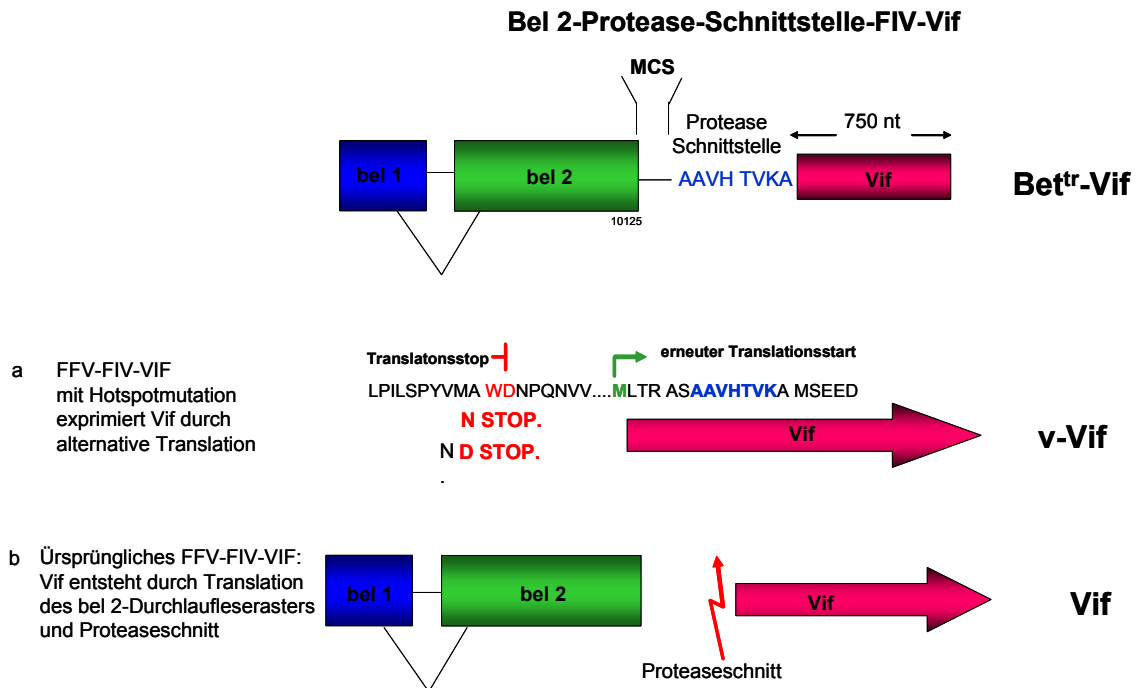 Bel 2-Protease-Schnittstelle-FIV-Vif
MCS
Protease
Schnittstelle
750 nt
bel 1
bel 2
AAVH TVKA
Vif
Bettr-Vif
10125
a
FFV-FIV-VIF
mit Hotspotmutation
exprimiert Vif durch
alternative Translation
Translatonsstop
erneuter Translationsstart
LPILSPYVMA WDNPQNVV....MLTR ASAAVHTVKA MSEED
N STOP.
N D STOP.
.
Vif
v-Vif
b
Ürsprüngliches FFV-FIV-VIF:
Vif entsteht durch Translation
des bel 2-Durchlaufleserasters
und Proteaseschnitt
bel 1
bel 2
Vif
Vif
Proteaseschnitt